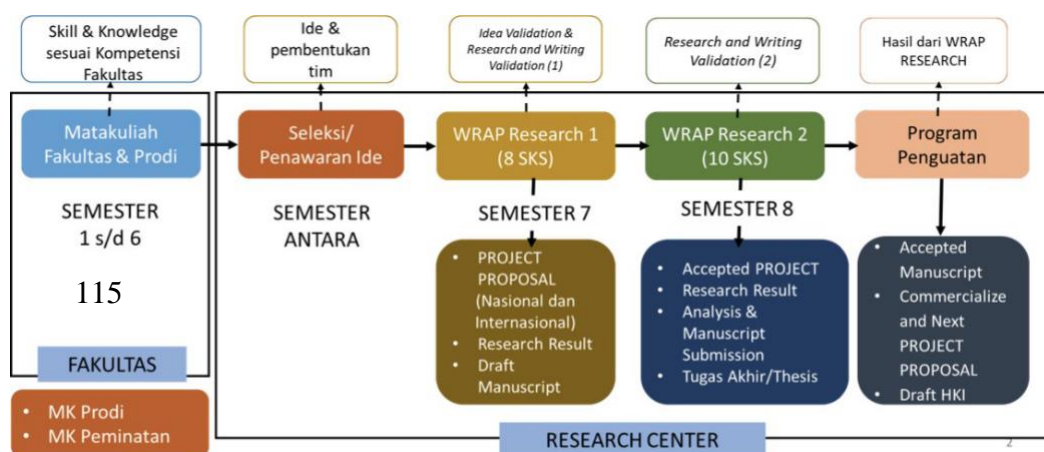 Skill & Knowledge
sesuai Kompetensi
Fakultas
Ide &
pembentukan
tim
Idea Validation &
Research and Writing
Validation (1)
Research and Writing
Validation (2)
Hasil dari WRAP
RESEARCH
Matakuliah
Fakultas & Prodi
Seleksi/
Penawaran Ide
WRAP Research 1
(8 SKS)
WRAP Research 2
(10 SKS)
Program
Penguatan
SEMESTER
1 s/d 6
115
SEMESTER
ANTARA
SEMESTER 7
SEMESTER 8
• PROJECT
PROPOSAL
(Nasional dan
Internasional)
• Research Result
• Draft
Manuscript
• Accepted PROJECT
• Research Result
• Analysis &
Manuscript
Submission
• Tugas Akhir/Thesis
• Accepted
Manuscript
• Commercialize
and Next
PROJECT
PROPOSAL
• Draft HKI
FAKULTAS
• MK Prodi
• MK Peminatan
RESEARCH CENTER
2